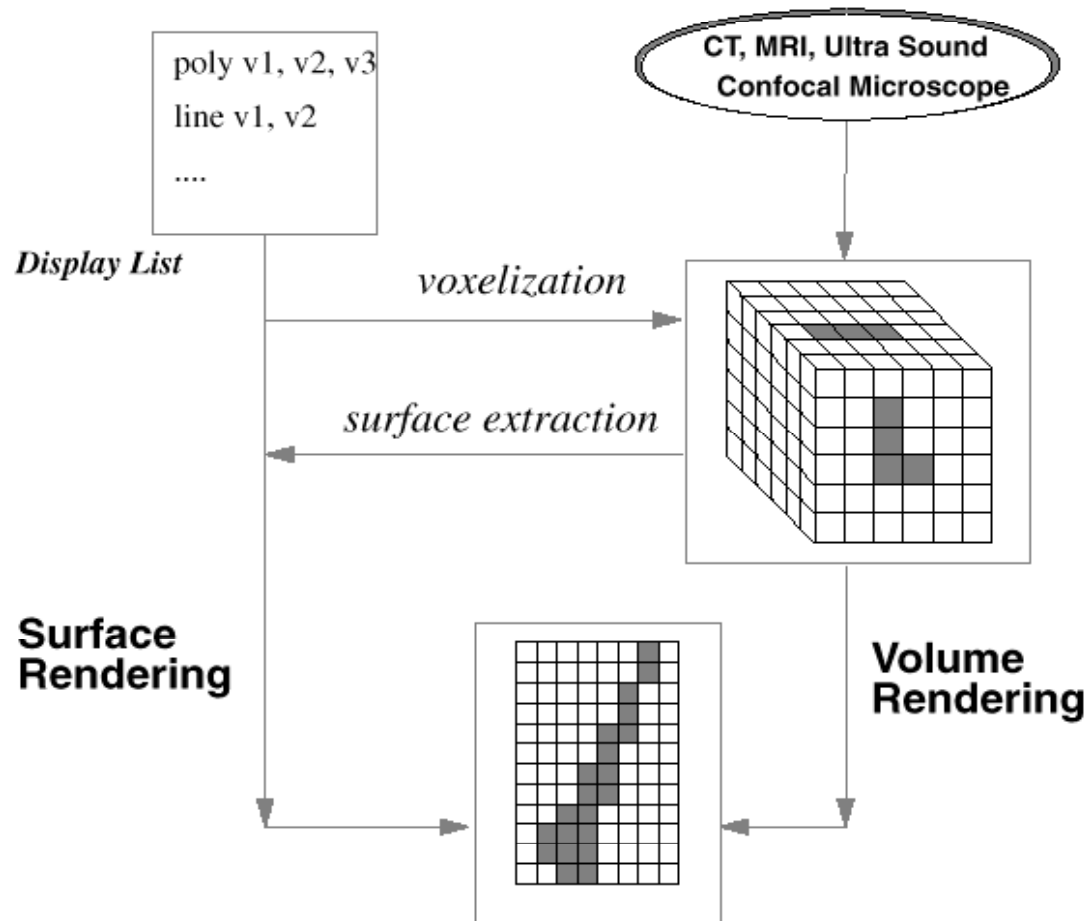 poly v1, v2, v3
line v1, v2
....
Display List
CT, MRI, Ultra Sound
Confocal Microscope
voxelization
surface extraction
Surface
Rendering
Volume
Rendering